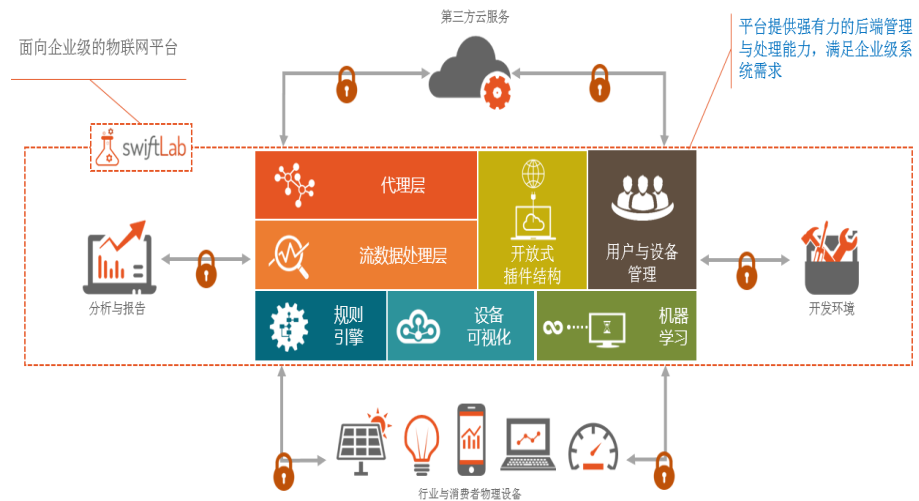 第三方云服务
面向企业级的物联网平台
平台提供强有力的后端管理
与处理能力，满足企业级系
统需求
swiftLab
代理层
流数据处理层
开放式
插件结构
用户与设备
管理
分析与报告
开发环境
规则
引擎
设备
可视化
机器
学习
行业与消费者物理设备